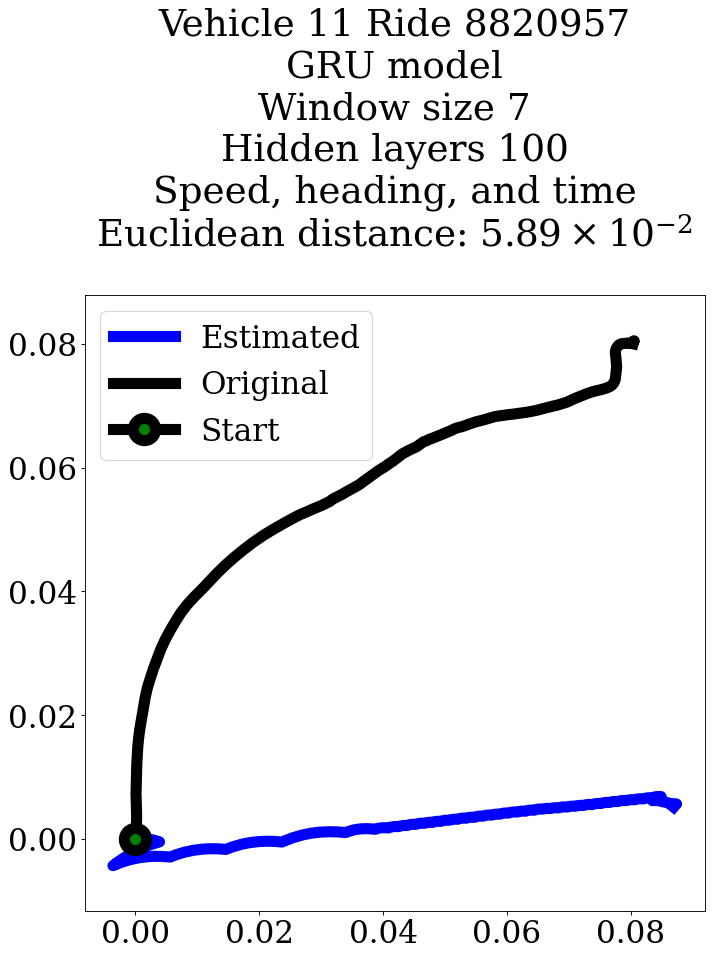 Vehicle 11 Ride 8820957
GRU model
Window size 7
Hidden layers 100
Speed, heading, and time
Euclidean distance: 5.89 × 10⁻²
Estimated
Original
Start
0.08
0.06
0.04
0.02
0.00
0.00 0.02 0.04 0.06 0.08